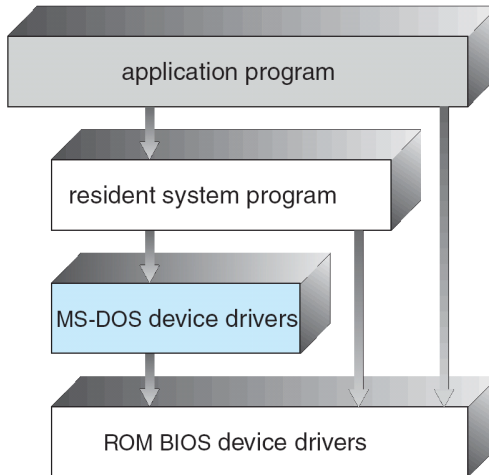 application program
resident system program
MS-DOS device drivers
ROM BIOS device drivers